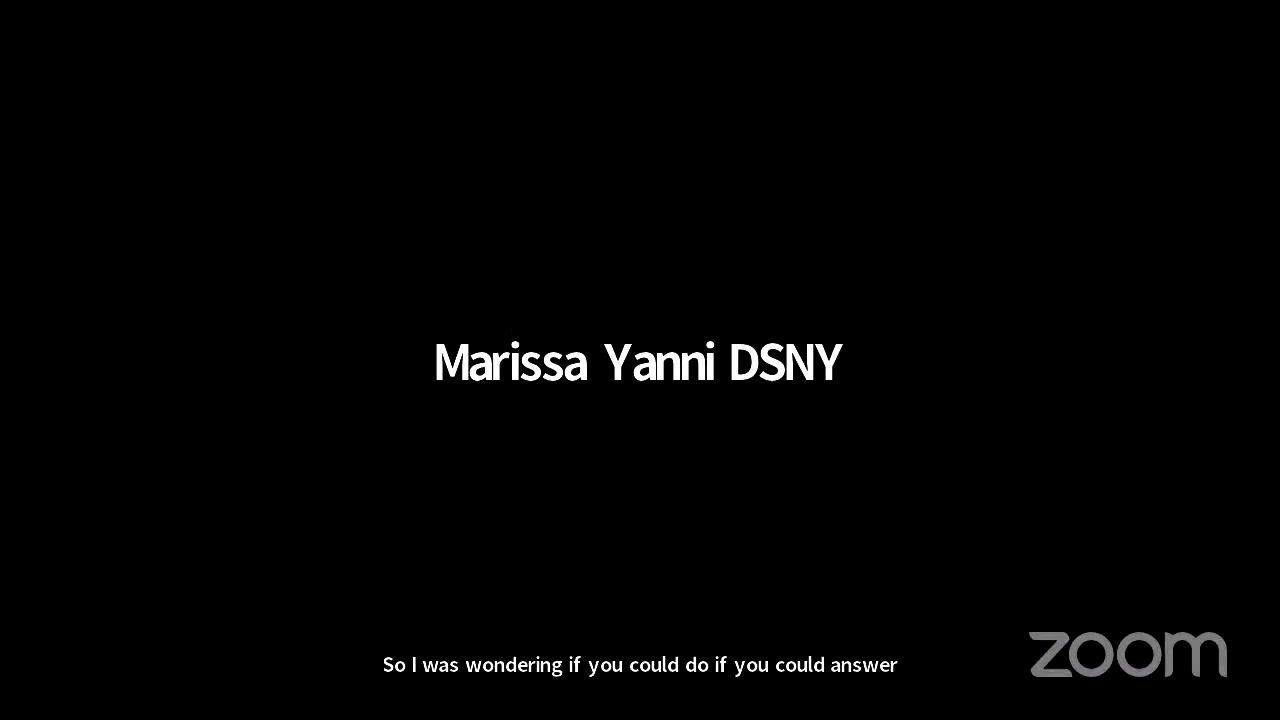 Marissa Yanni DSNY
So I was wondering if you could do if you could answer
zoom